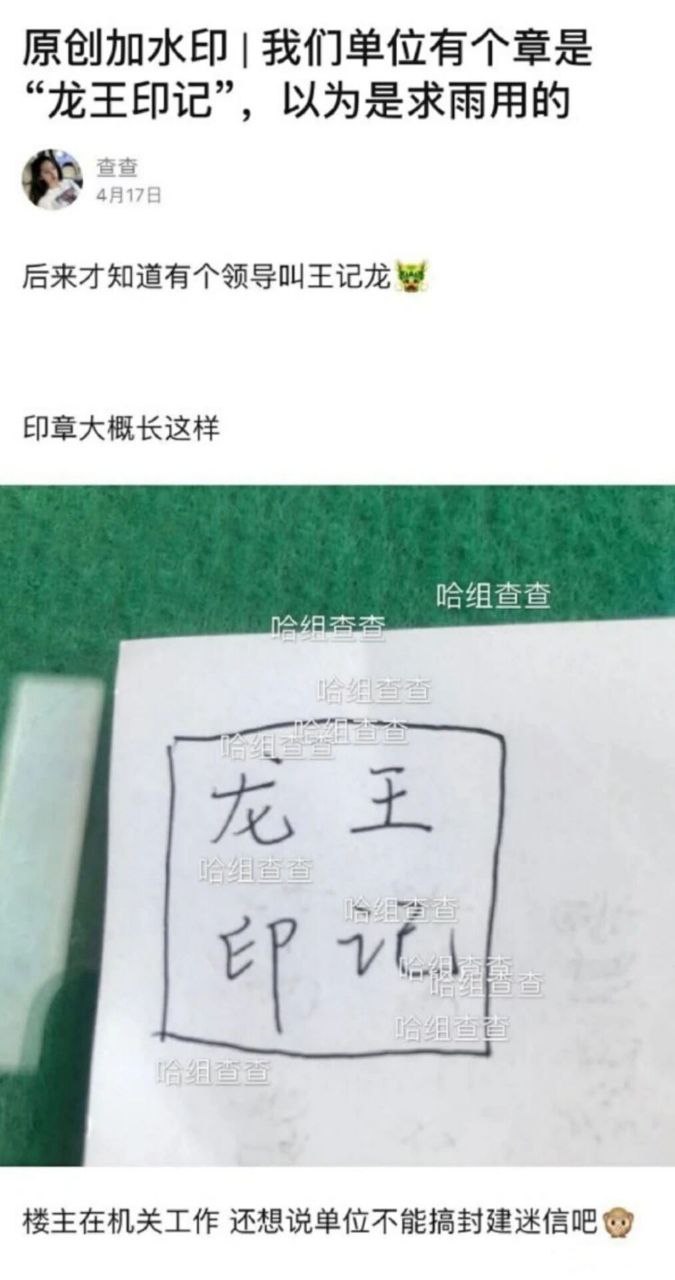 原创加水印 | 我们单位有个章是
“龙王印记”，以为是求雨用的
查查
4月17日
后来才知道有个领导叫王记龙🐲
印章大概长这样
哈组查查
哈组查查
哈组查查
哈组查查
哈组查查
龙 王
哈组查查
哈组查查
印 记
哈组查查
哈组查查
哈组查查
哈组查查
楼主在机关工作 还想说单位不能搞封建迷信吧🙊